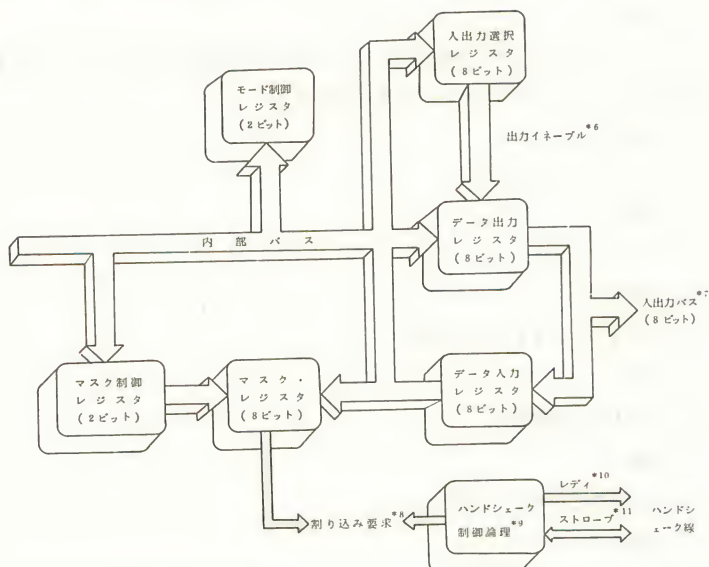 入出力選択
レジスタ
(8ビット)
モード制御
レジスタ
(2ビット)
出力イネーブル*6
データ出力
レジスタ
(8ビット)
内部バス
入出力バス*7
(8ビット)
マスク制御
レジスタ
(2ビット)
マスク・
レジスタ
(8ビット)
データ入力
レジスタ
(8ビット)
割り込み要求*8
ハンドシェーク
制御論理*9
レディ*10
ストローブ*11
ハンドシ
ェーク線